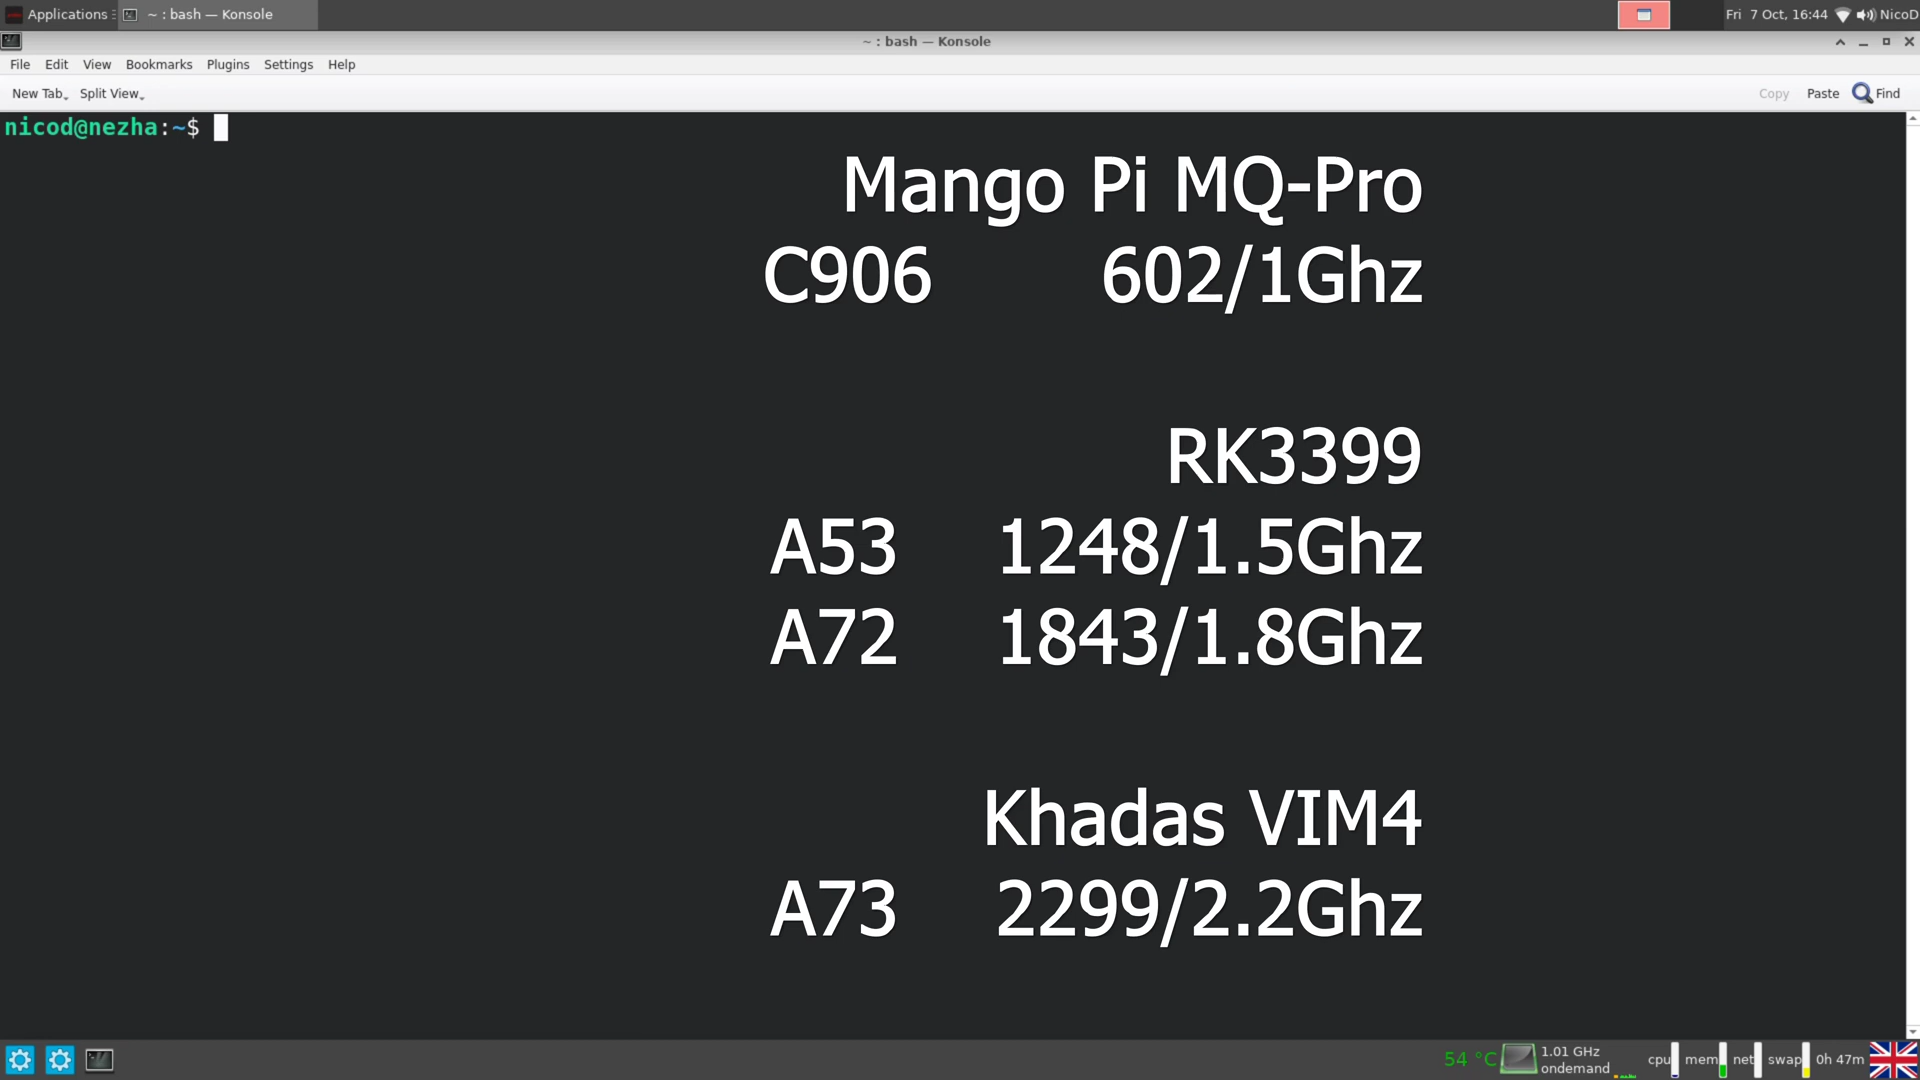 Applications
~ : bash — Konsole
Fri 7 Oct, 16:44
NicoD
~ : bash — Konsole
File Edit View Bookmarks Plugins Settings Help
New Tab Split View
Copy Paste Find
nicod@nezha:~$
Mango Pi MQ-Pro
C906 602/1Ghz
RK3399
A53 1248/1.5Ghz
A72 1843/1.8Ghz
Khadas VIM4
A73 2299/2.2Ghz
54 °C
1.01 GHz
ondemand
cpu mem net swap 0h 47m